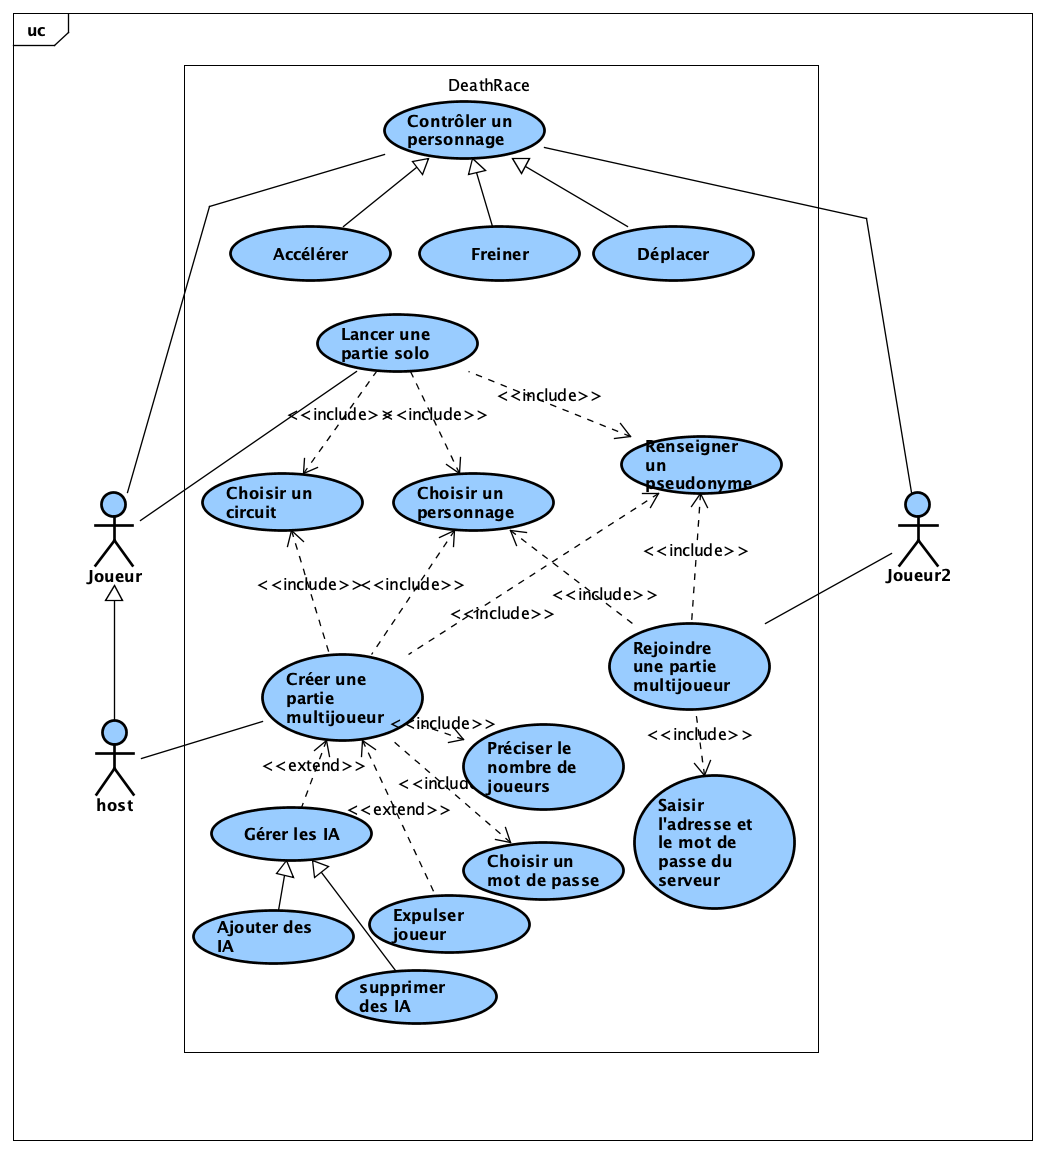 uc
DeathRace
Contrôler un
personnage
Accélérer
Freiner
Déplacer
Lancer une
partie solo
<<include>>
<<include>>
<<include>>
Renseigner
un
pseudonyme
Choisir un
circuit
Choisir un
personnage
Joueur
Joueur2
<<include>>
<<include>>
<<include>>
<<include>>
<<include>>
Rejoindre
une partie
multijoueur
Créer une
partie
multijoueur
<<include>>
<<include>>
Préciser le
nombre de
joueurs
<<extend>>
<<include
<<extend>>
host
Saisir
l'adresse et
le mot de
passe du
serveur
Gérer les IA
Choisir un
mot de passe
Ajouter des
IA
Expulser
joueur
supprimer
des IA